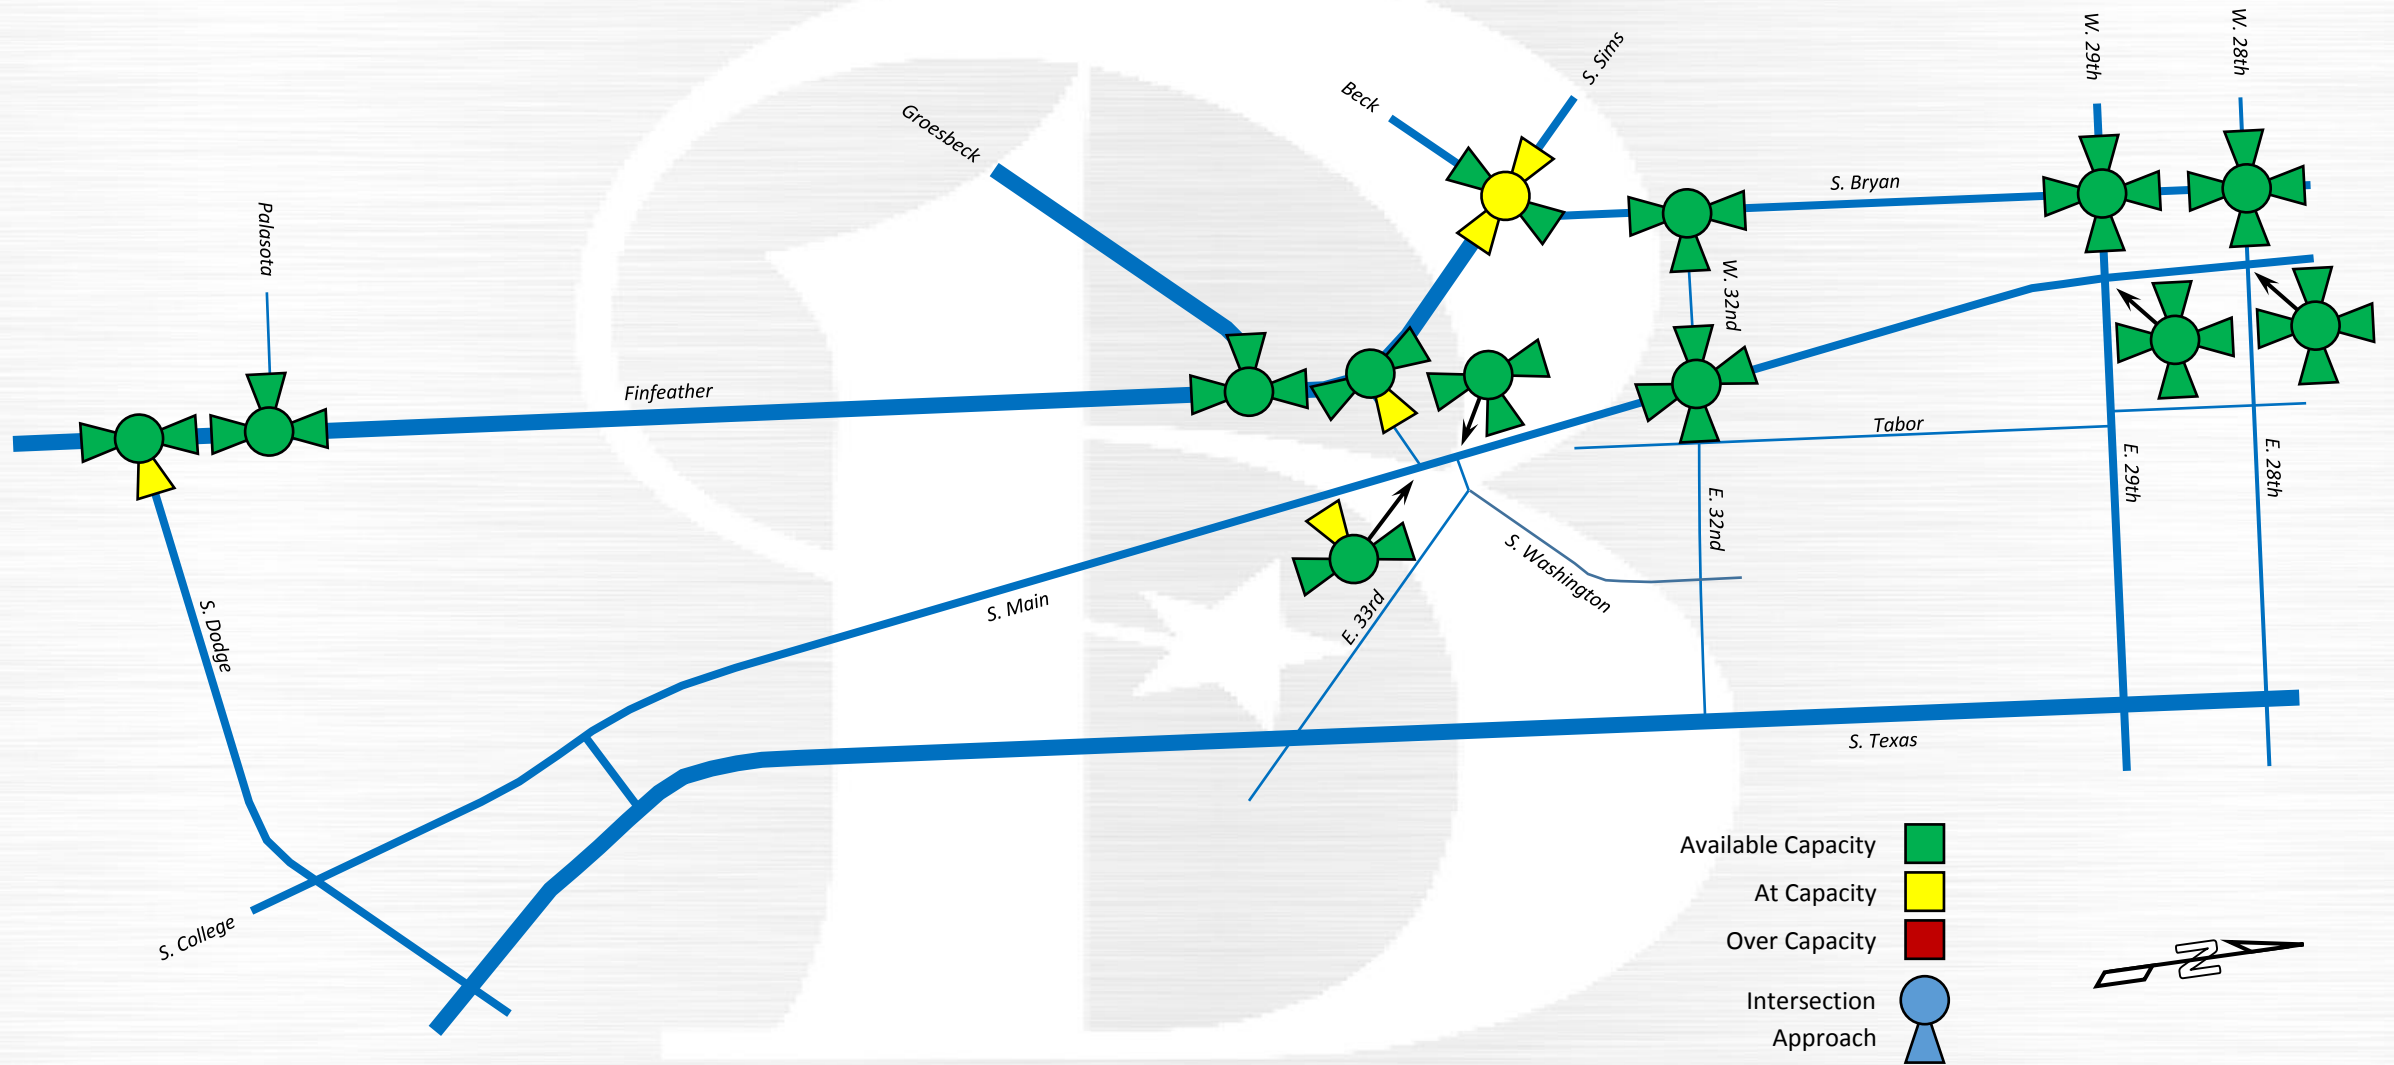 W. 29th
W. 28th
S. Sims
Beck
Groesbeck
S. Bryan
Palasota
W. 32nd
Finfeather
Tabor
E. 29th
E. 28th
E. 32nd
S. Washington
S. Main
E. 33rd
S. Dodge
S. Texas
S. College
Available Capacity
At Capacity
Over Capacity
Intersection
Approach
N